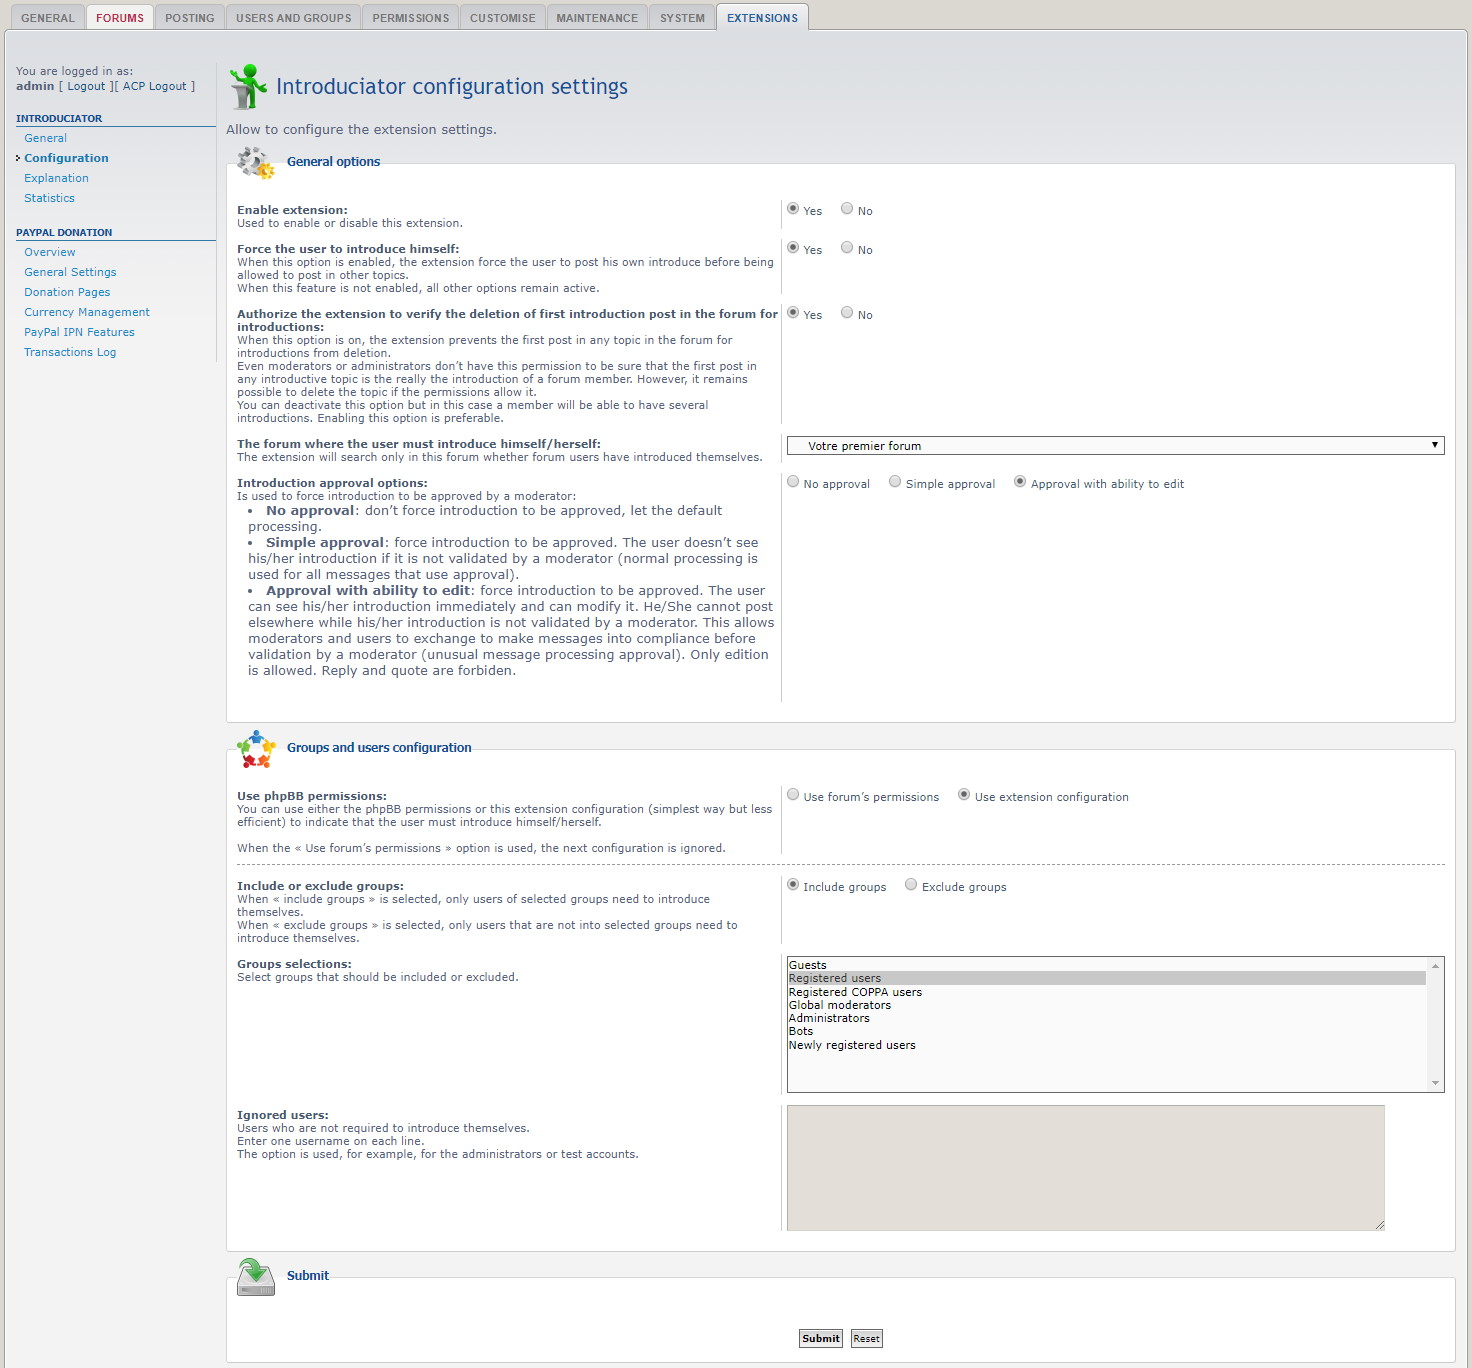 GENERAL FORUMS POSTING USERS AND GROUPS PERMISSIONS CUSTOMISE MAINTENANCE SYSTEM EXTENSIONS
You are logged in as:
admin [ Logout ][ ACP Logout ]
INTRODUCIATOR
General
Configuration
Explanation
Statistics
PAYPAL DONATION
Overview
General Settings
Donation Pages
Currency Management
PayPal IPN Features
Transactions Log
Introduciator configuration settings
Allow to configure the extension settings.
General options
Enable extension:
Used to enable or disable this extension.
Yes No
Force the user to introduce himself:
When this option is enabled, the extension force the user to post his own introduce before being
allowed to post in other topics.
When this feature is not enabled, all other options remain active.
Yes No
Authorize the extension to verify the deletion of first introduction post in the forum for
introductions:
When this option is on, the extension prevents the first post in any topic in the forum for
introductions from deletion.
Even moderators or administrators don’t have this permission to be sure that the first post in
any introductive topic is the really the introduction of a forum member. However, it remains
possible to delete the topic if the permissions allow it.
You can deactivate this option but in this case a member will be able to have several
introductions. Enabling this option is preferable.
Yes No
The forum where the user must introduce himself/herself:
The extension will search only in this forum whether forum users have introduced themselves.
Votre premier forum
Introduction approval options:
Is used to force introduction to be approved by a moderator:
• No approval: don’t force introduction to be approved, let the default
processing.
• Simple approval: force introduction to be approved. The user doesn’t see
his/her introduction if it is not validated by a moderator (normal processing is
used for all messages that use approval).
• Approval with ability to edit: force introduction to be approved. The user
can see his/her introduction immediately and can modify it. He/She cannot post
elsewhere while his/her introduction is not validated by a moderator. This allows
moderators and users to exchange to make messages into compliance before
validation by a moderator (unusual message processing approval). Only edition
is allowed. Reply and quote are forbiden.
No approval Simple approval Approval with ability to edit
Groups and users configuration
Use phpBB permissions:
You can use either the phpBB permissions or this extension configuration (simplest way but less
efficient) to indicate that the user must introduce himself/herself.
When the « Use forum’s permissions » option is used, the next configuration is ignored.
Use forum’s permissions Use extension configuration
Include or exclude groups:
When « include groups » is selected, only users of selected groups need to introduce
themselves.
When « exclude groups » is selected, only users that are not into selected groups need to
introduce themselves.
Include groups Exclude groups
Groups selections:
Select groups that should be included or excluded.
Guests
Registered users
Registered COPPA users
Global moderators
Administrators
Bots
Newly registered users
Ignored users:
Users who are not required to introduce themselves.
Enter one username on each line.
The option is used, for example, for the administrators or test accounts.
Submit
Submit Reset